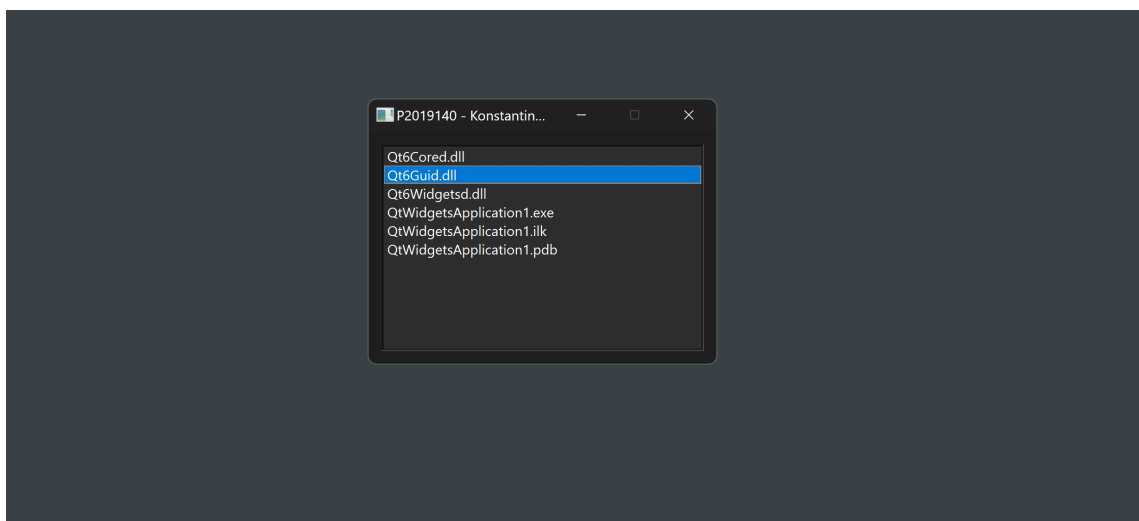 P2019140 - Konstantin...
Qt6Cored.dll
Qt6Guid.dll
Qt6Widgetsd.dll
QtWidgetsApplication1.exe
QtWidgetsApplication1.ilk
QtWidgetsApplication1.pdb